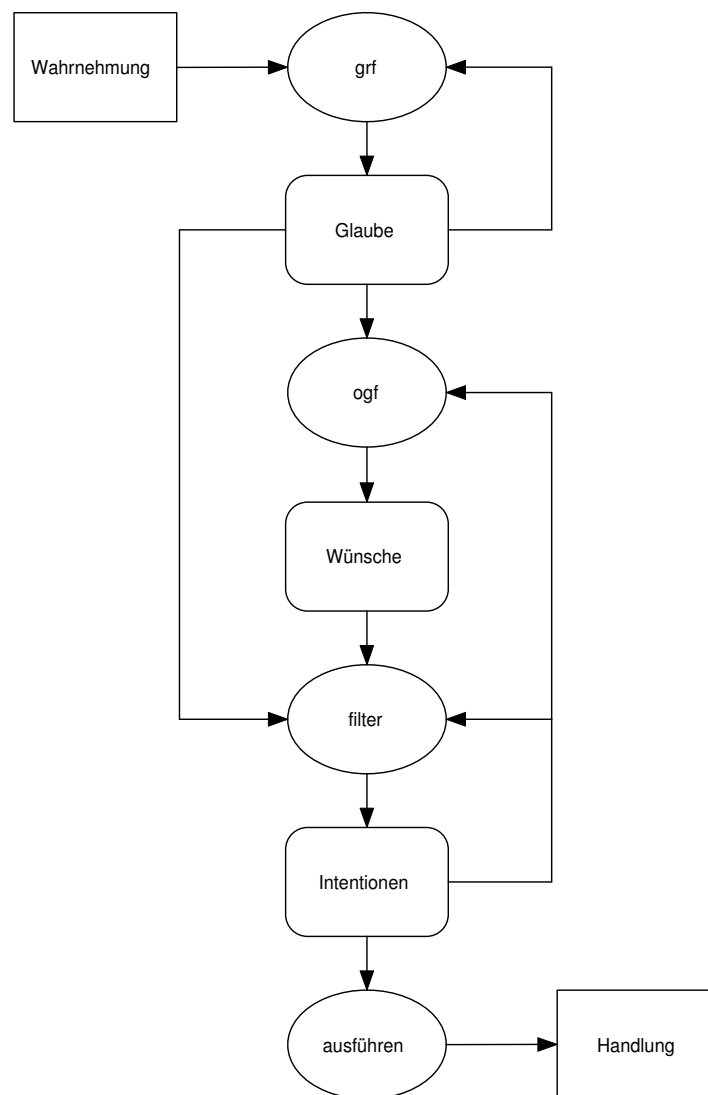 Wahrnehmung
grf
Glaube
ogf
Wünsche
filter
Intentionen
ausführen
Handlung